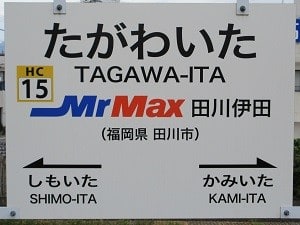 たがわいた
TAGAWA-ITA
HC
15
MrMax 田川伊田
(福岡県 田川市)
しもいた かみいた
SHIMO-ITA KAMI-ITA